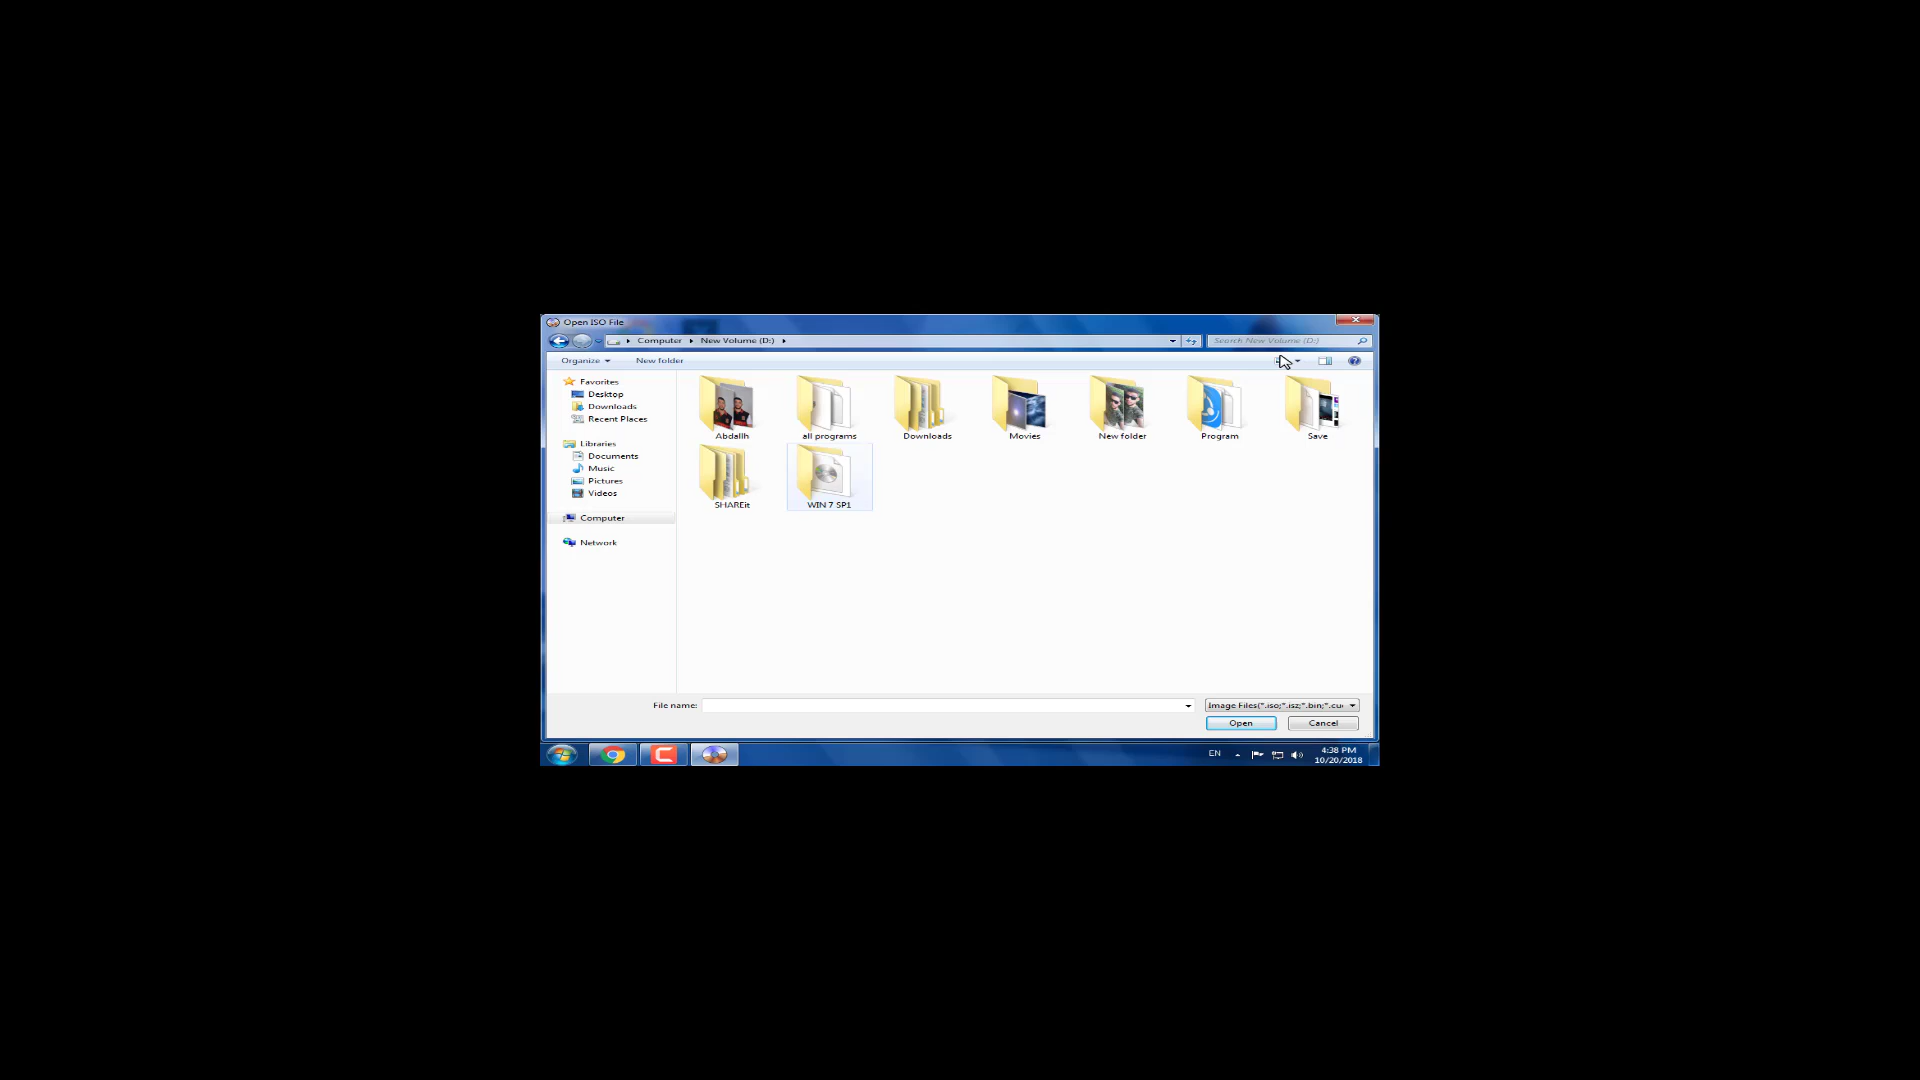 Open ISO File
Computer New Volume (D:) Search New Volume (D:)
Organize New folder
Favorites
Desktop
Downloads
Recent Places
Libraries
Documents
Music
Pictures
Videos
Computer
Network
Abdallh all programs Downloads Movies New folder Program Save
SHAREit WIN 7 SP1
File name: Image Files(*.iso;*.isz;*.bin;*.cu
Open Cancel
EN 4:38 PM
10/20/2018